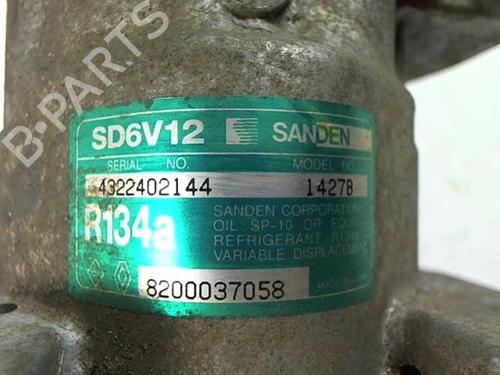 B-PARTS
SD6V12 SANDEN
SERIAL NO. MODEL NO.
4322402144 1427B
R134a
SANDEN CORPORATION
OIL: SP-10 OR
REFRIGERANT
VARIABLE DISPLACEMENT
8200037058